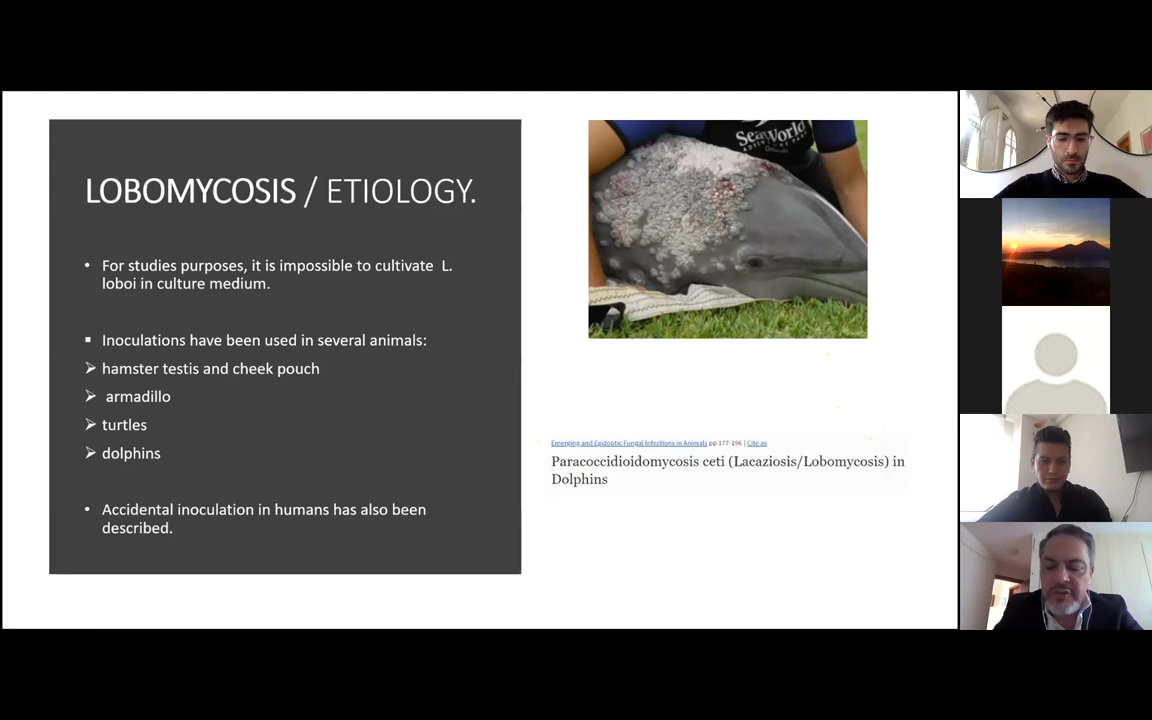 LOBOMYCOSIS / ETIOLOGY.
• For studies purposes, it is impossible to cultivate L.
loboi in culture medium.
▪ Inoculations have been used in several animals:
➢ hamster testis and cheek pouch
➢ armadillo
➢ turtles
➢ dolphins
• Accidental inoculation in humans has also been
described.
SeaWorld
Emerging and Epizootic Fungal Infections in Animals pp 177-196 | Cite as
Paracoccidioidomycosis ceti (Lacaziosis/Lobomycosis) in
Dolphins